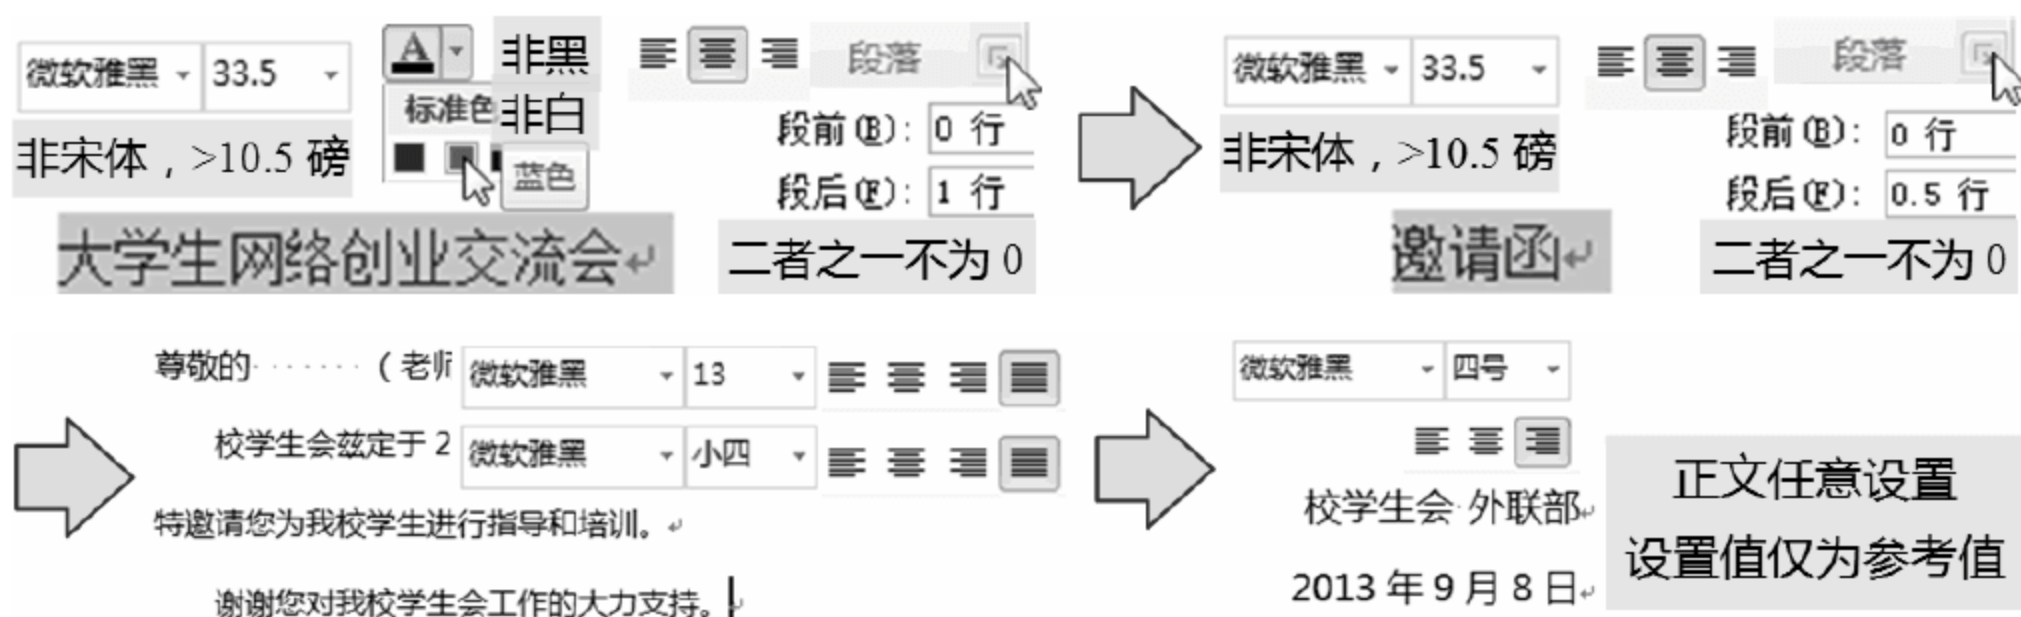 微软雅黑 33.5
标准色
蓝色
非黑
非白
非宋体，>10.5 磅
大学生网络创业交流会
段落
段前(B)： 0 行
段后(F)： 1 行
二者之一不为 0
微软雅黑 33.5
非宋体，>10.5 磅
邀请函
段落
段前(B)： 0 行
段后(F)： 0.5 行
二者之一不为 0
尊敬的·······（老师
微软雅黑 13
校学生会兹定于 2
微软雅黑 小四
特邀请您为我校学生进行指导和培训。
谢谢您对我校学生会工作的大力支持。
微软雅黑 四号
校学生会·外联部
2013 年 9 月 8 日
正文任意设置
设置值仅为参考值